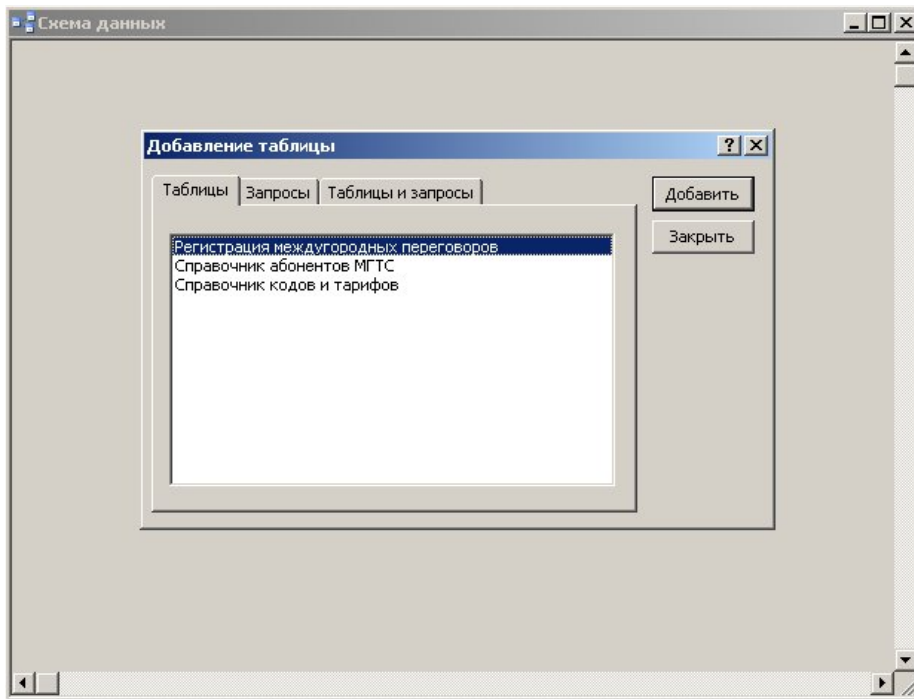 Схема данных
Добавление таблицы
Таблицы Запросы Таблицы и запросы
Добавить
Закрыть
Регистрация междугородных переговоров
Справочник абонентов МГТС
Справочник кодов и тарифов